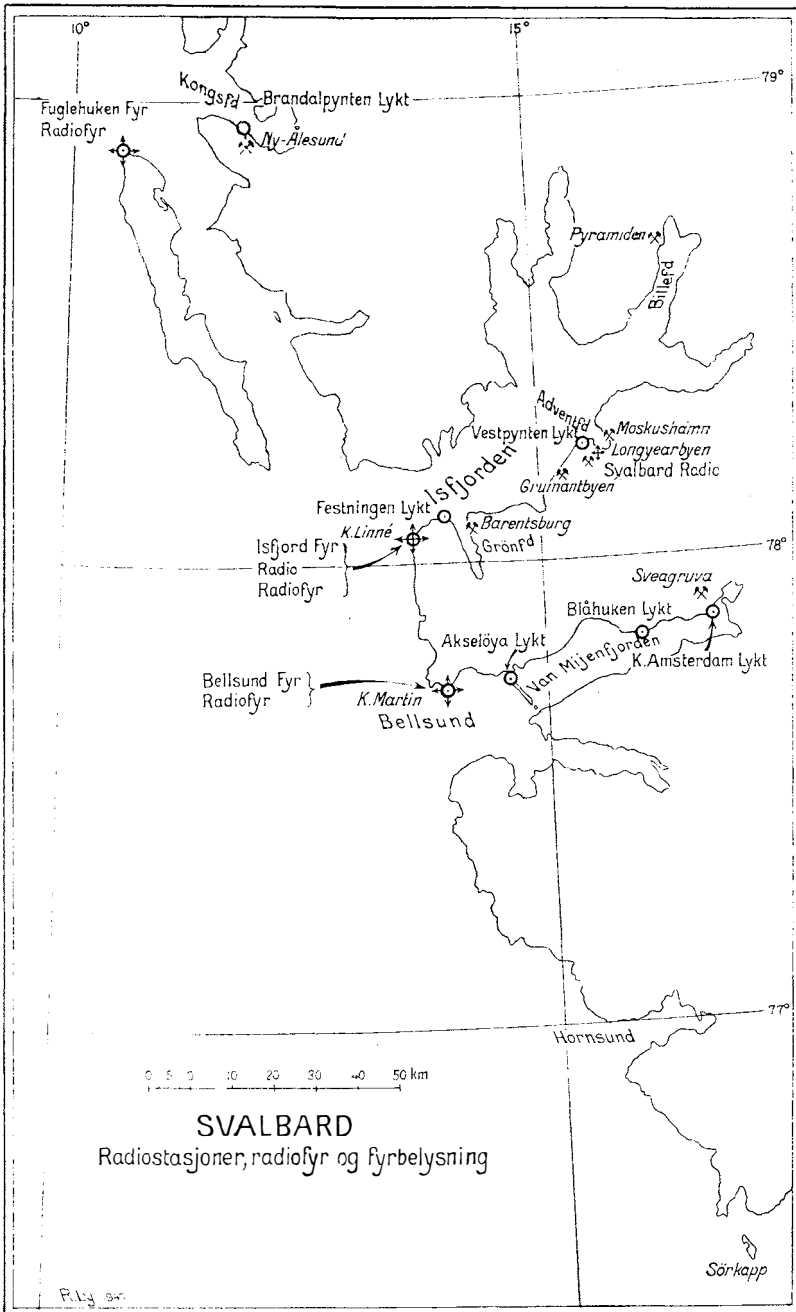 10°
15°
79°
Kongsfd
Brandalpynten Lykt
Fuglehuken Fyr
Radiofyr
Ny-Ålesund
Pyramiden
Billefd
Adventfd
Vestpynten Lykt
Moskushamn
Longyearbyen
Svalbard Radio
Gruinantbyen
Isfjorden
Festningen Lykt
K.Linné
Barentsburg
Grönfd
Isfjord Fyr
Radio
Radiofyr
78°
Sveagruva
Blåhuken Lykt
Akselöya Lykt
Van Mijenfjorden
K.Amsterdam Lykt
Bellsund Fyr
Radiofyr
K.Martin
Bellsund
77°
Hornsund
0 5 0 10 20 30 40 50 km
SVALBARD
Radiostasjoner, radiofyr og fyrbelysning
Sörkapp